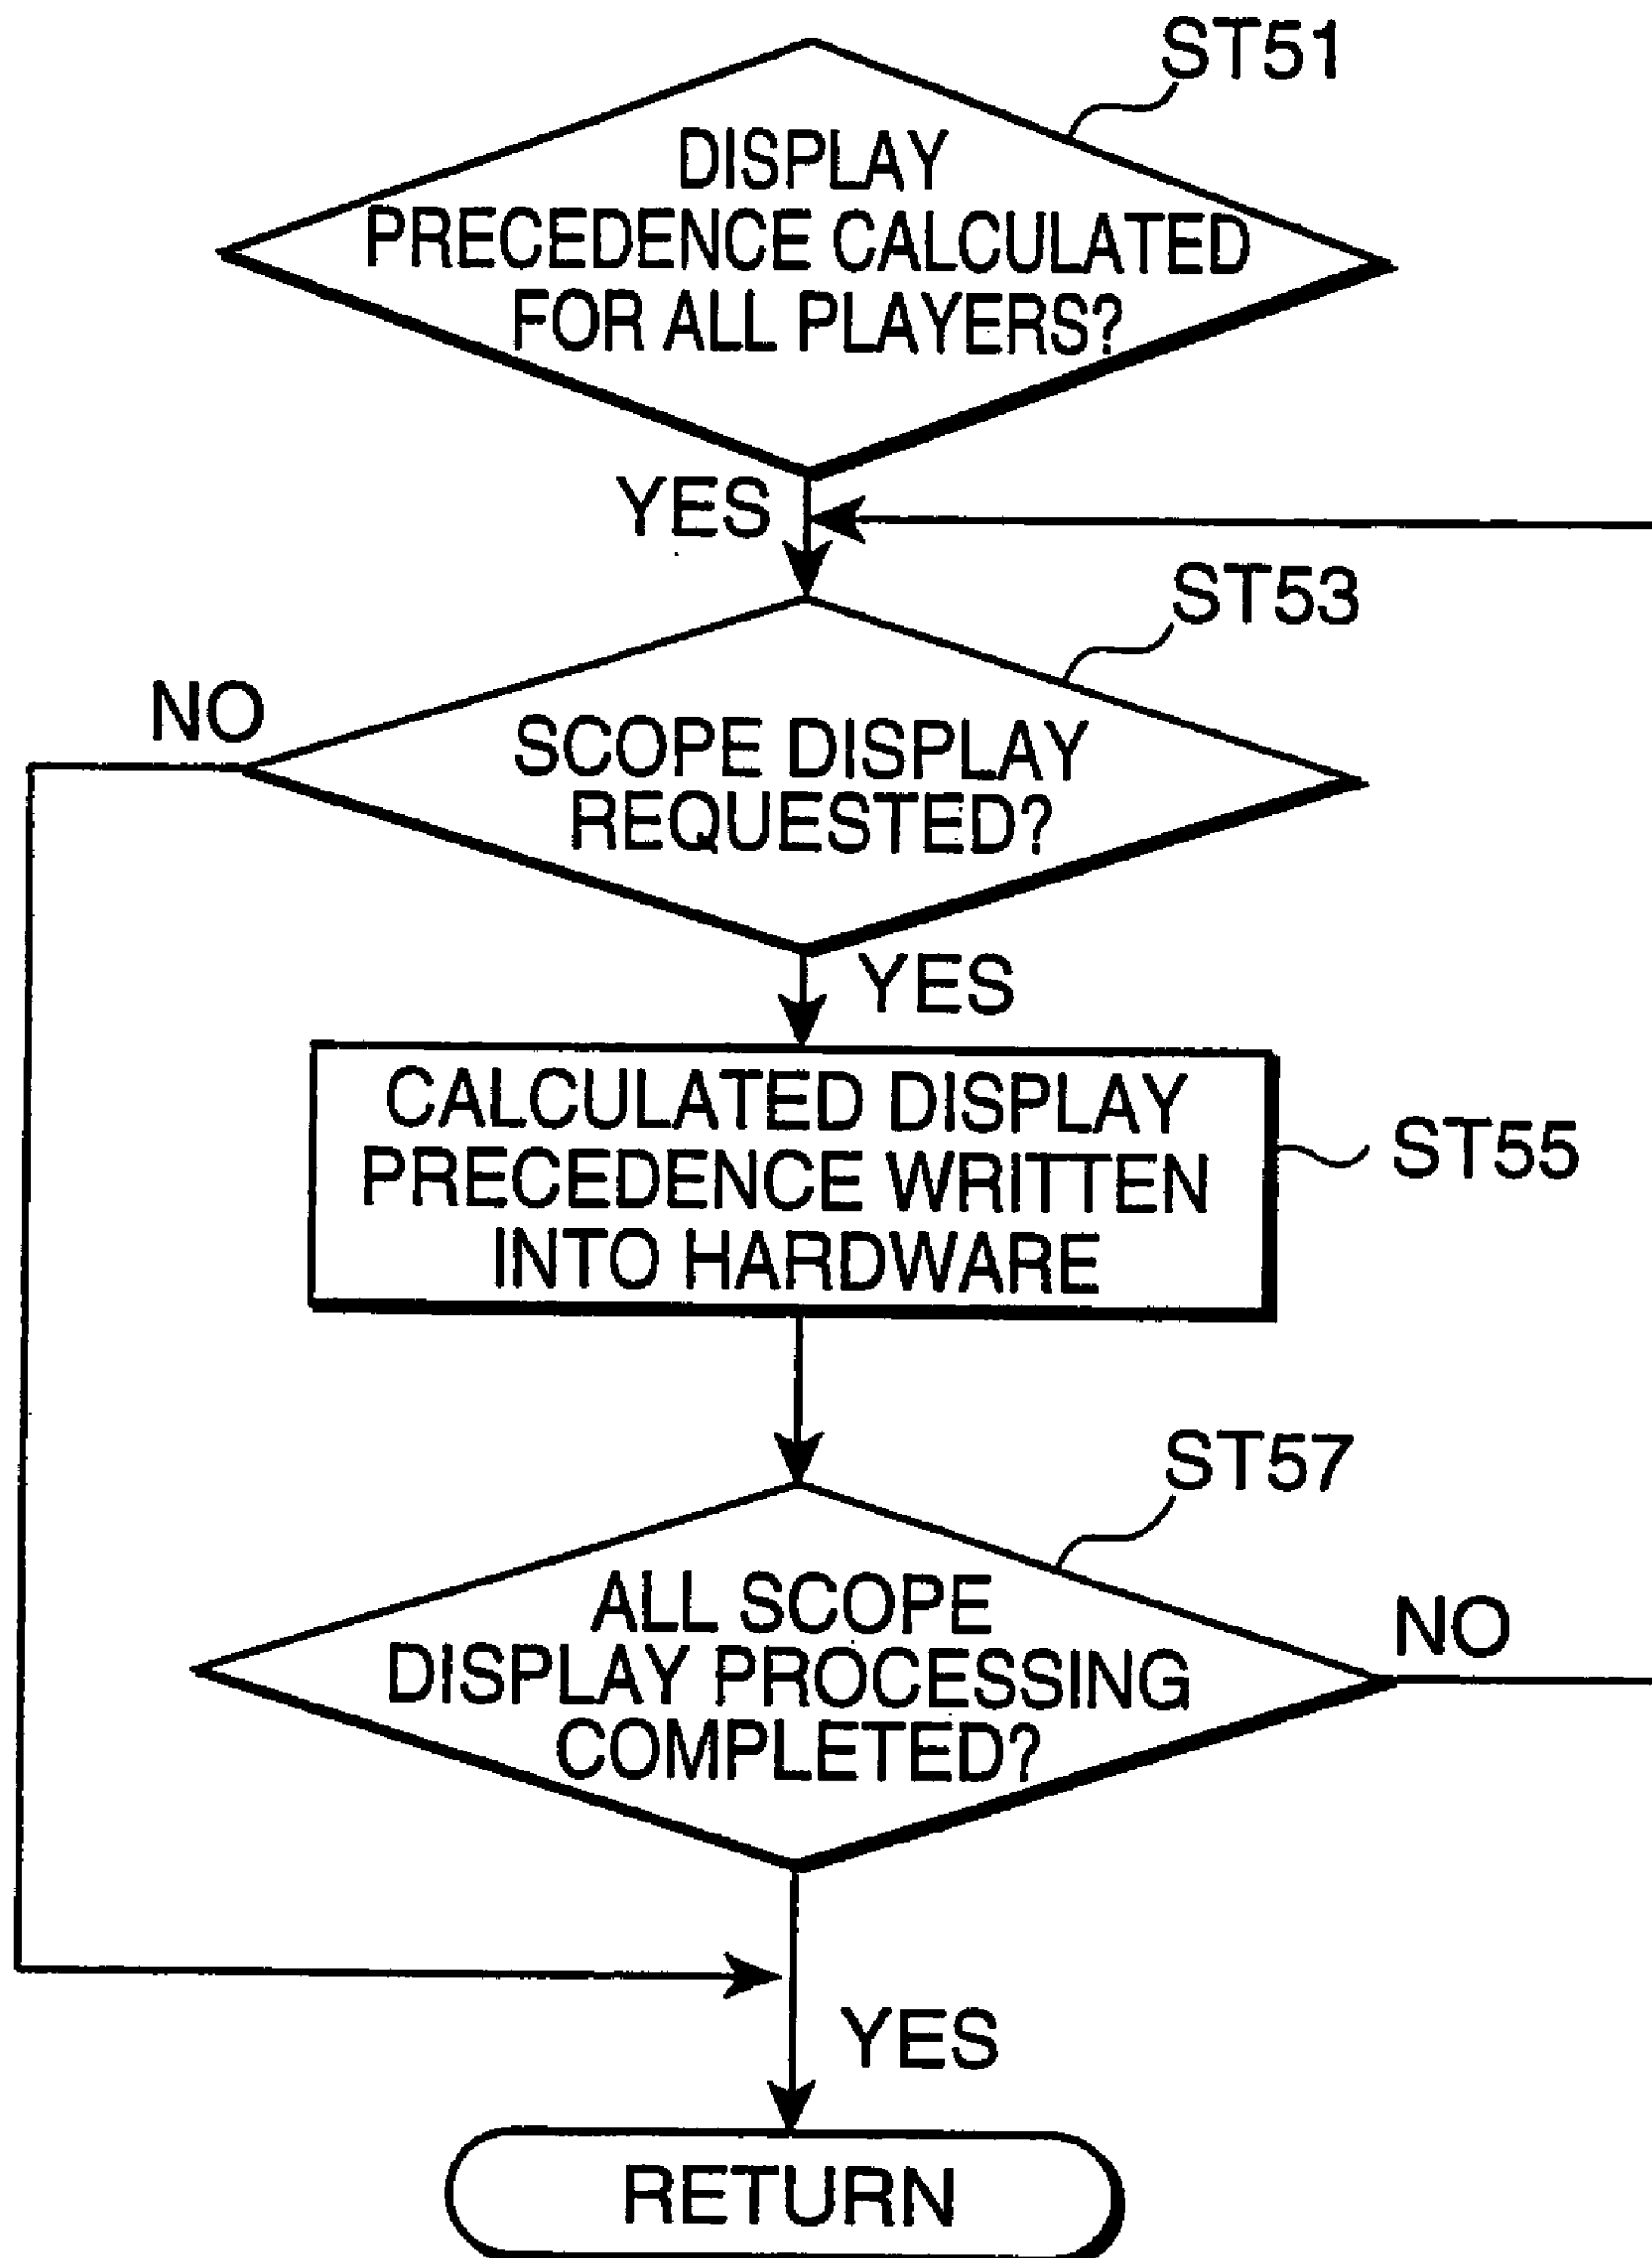 ST51
DISPLAY
PRECEDENCE CALCULATED
FOR ALL PLAYERS?
YES
ST53
NO
SCOPE DISPLAY
REQUESTED?
YES
CALCULATED DISPLAY
PRECEDENCE WRITTEN
INTO HARDWARE
ST55
ST57
ALL SCOPE
DISPLAY PROCESSING
COMPLETED?
NO
YES
RETURN